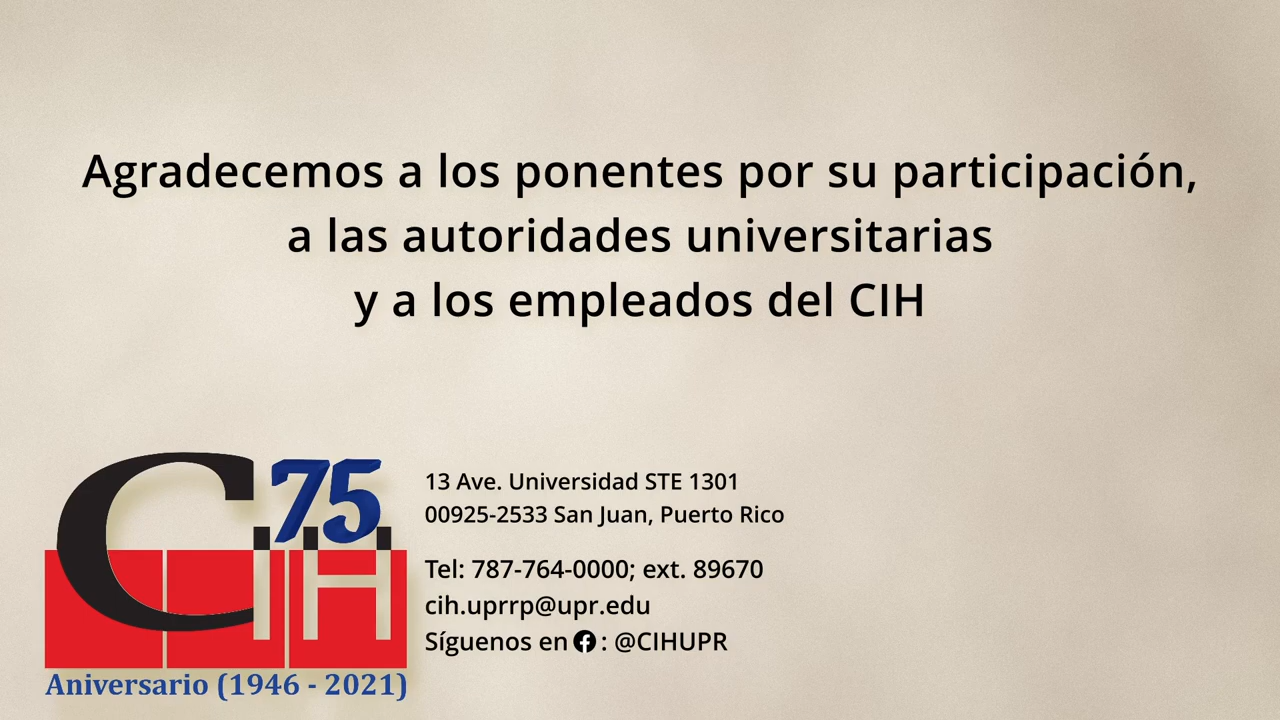 Agradecemos a los ponentes por su participación,
a las autoridades universitarias
y a los empleados del CIH
CIH 75
Aniversario (1946 - 2021)
13 Ave. Universidad STE 1301
00925-2533 San Juan, Puerto Rico
Tel: 787-764-0000; ext. 89670
cih.uprrp@upr.edu
Síguenos en : @CIHUPR